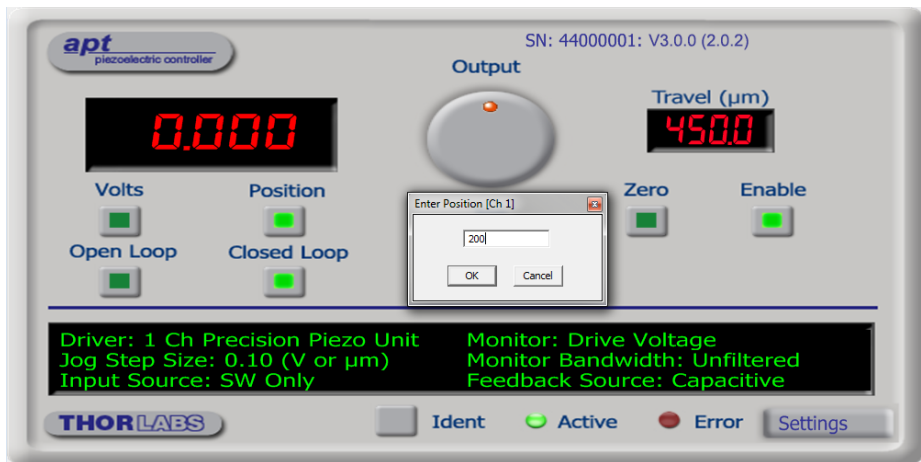 apt
piezoelectric controller
SN: 44000001: V3.0.0 (2.0.2)
Output
Travel (µm)
0.000
450.0
Volts
Position
Zero
Enable
Enter Position [Ch 1]
200
OK
Cancel
Open Loop
Closed Loop
Driver: 1 Ch Precision Piezo Unit
Monitor: Drive Voltage
Jog Step Size: 0.10 (V or µm)
Monitor Bandwidth: Unfiltered
Input Source: SW Only
Feedback Source: Capacitive
THORLABS
Ident
Active
Error
Settings